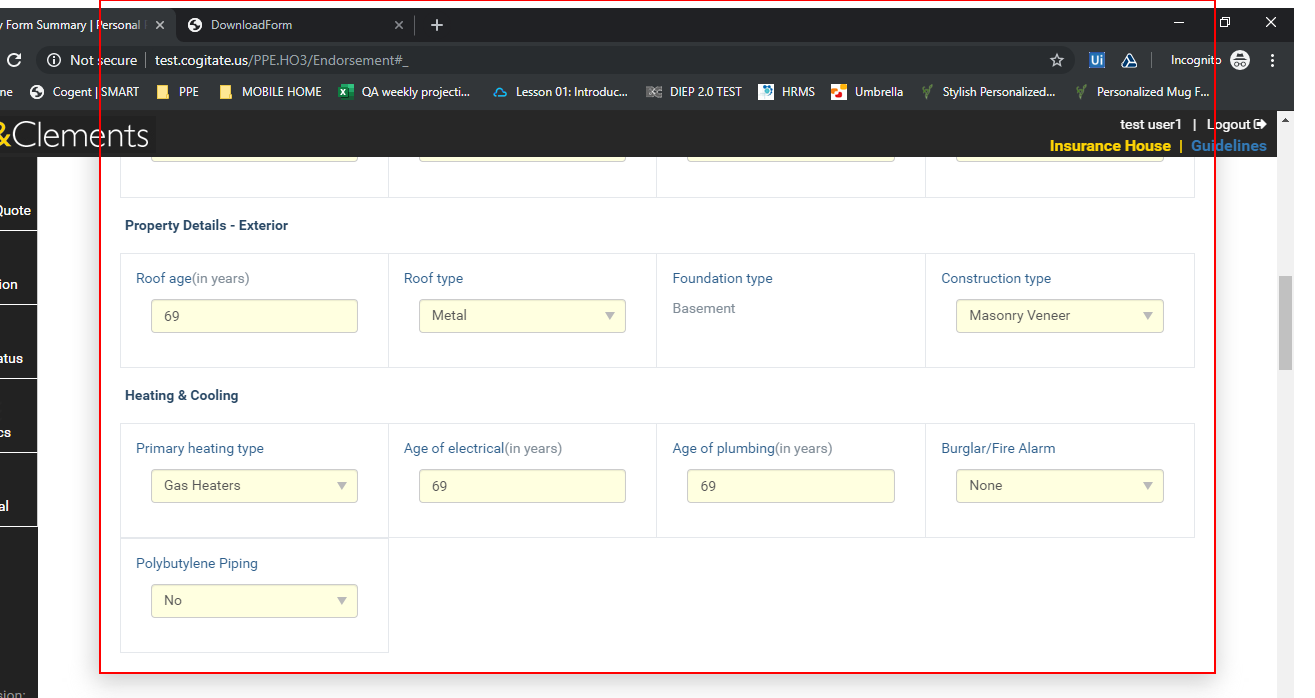 y Form Summary | Personal
DownloadForm
Not secure | test.cogitate.us/PPE.HO3/Endorsement#_
Ui
Incognito
ne
Cogent | SMART
PPE
MOBILE HOME
QA weekly projecti...
Lesson 01: Introduc...
DIEP 2.0 TEST
HRMS
Umbrella
Stylish Personalized...
Personalized Mug F...
&Clements
test user1 | Logout
Insurance House | Guidelines
Quote
ion
atus
cs
al
sion:
Property Details - Exterior
Roof age(in years)
Roof type
Foundation type
Construction type
69
Metal
Basement
Masonry Veneer
Heating & Cooling
Primary heating type
Age of electrical(in years)
Age of plumbing(in years)
Burglar/Fire Alarm
Gas Heaters
69
69
None
Polybutylene Piping
No